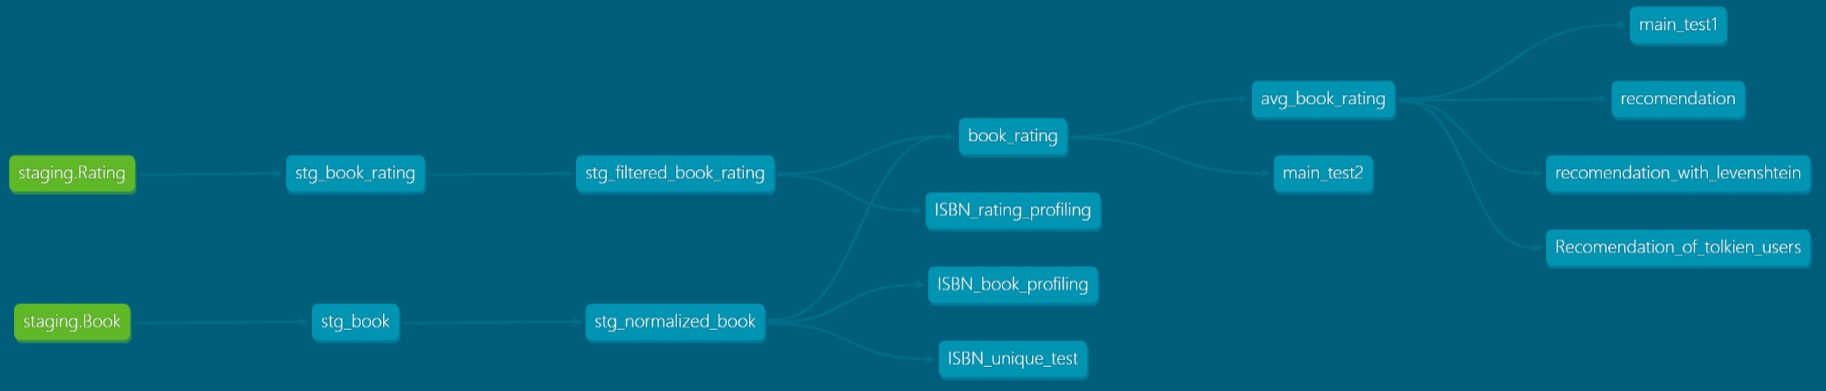 main_test1
avg_book_rating
recomendation
book_rating
staging.Rating
stg_book_rating
stg_filtered_book_rating
main_test2
recomendation_with_levenshtein
ISBN_rating_profiling
Recomendation_of_tolkien_users
ISBN_book_profiling
staging.Book
stg_book
stg_normalized_book
ISBN_unique_test